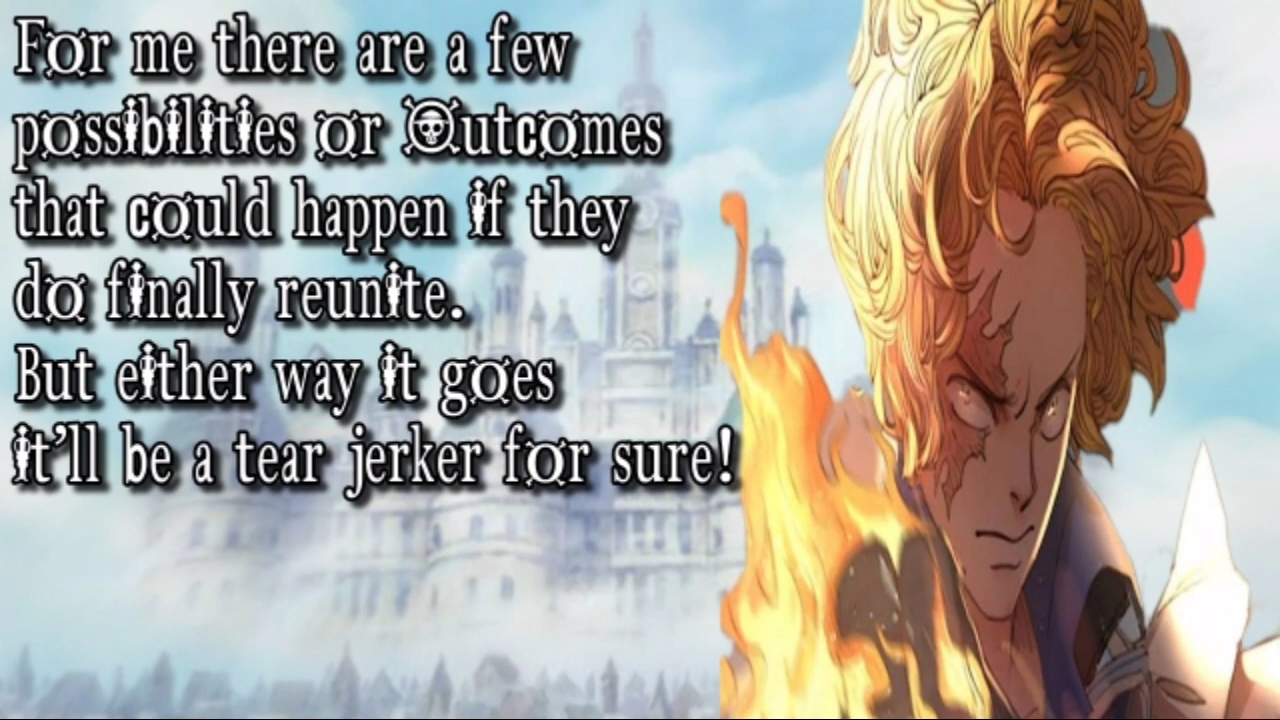 For me there are a few
possibilities or Outcomes
that could happen if they
do finally reunite.
But either way it goes
it'll be a tear jerker for sure!